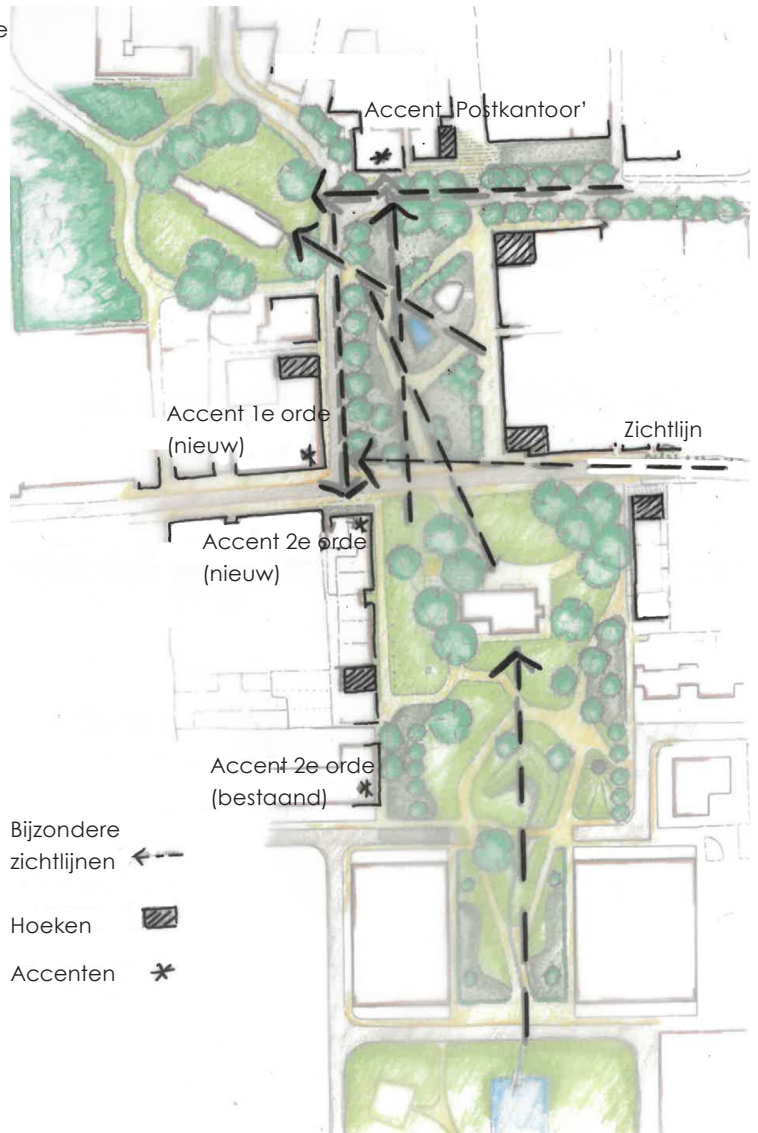 e
Accent 'Postkantoor'
Accent 1e orde
(nieuw)
Zichtlijn
Accent 2e orde
(nieuw)
Accent 2e orde
(bestaand)
Bijzondere
zichtlijnen
Hoeken
Accenten